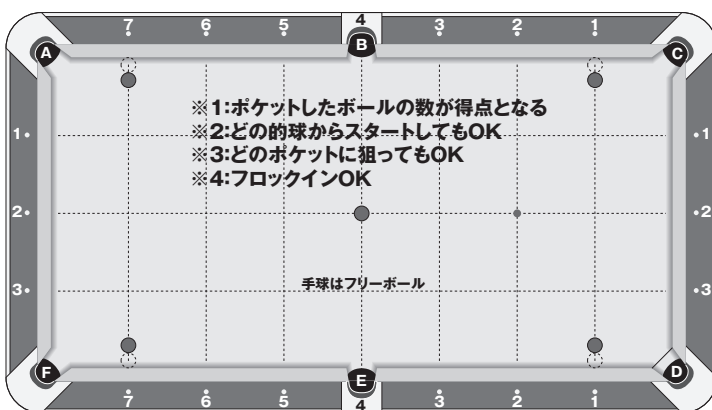 7 6 5 4 3 2 1
A B C
※1:ポケットしたボールの数が得点となる
※2:どの的球からスタートしてもOK
※3:どのポケットに狙ってもOK
※4:フロックインOK
1 1
2 2
手球はフリーボール
3 3
F E D
7 6 5 4 3 2 1